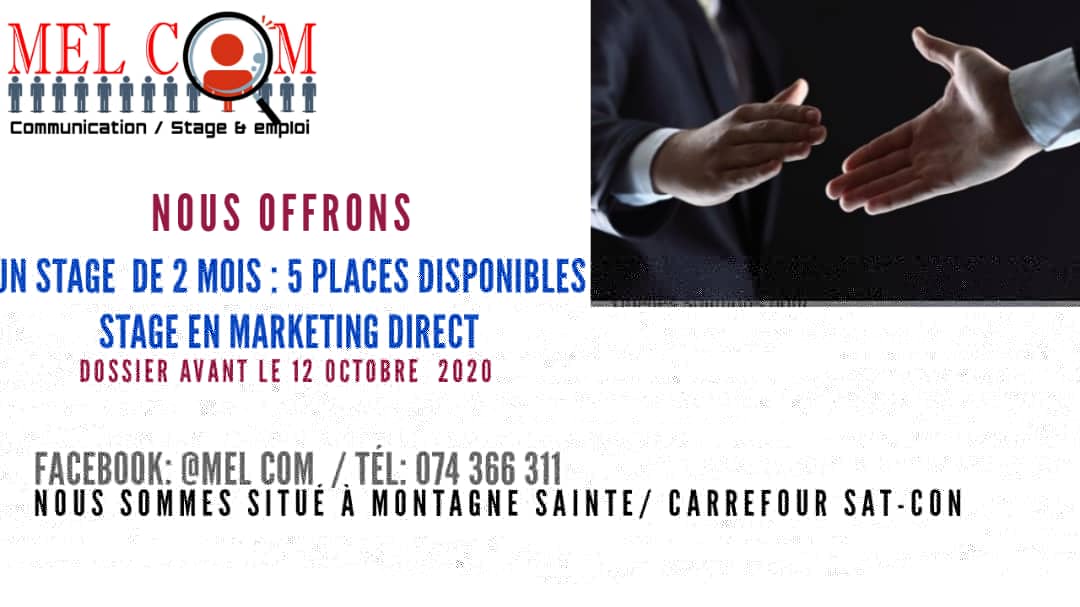 MEL COM
Communication / Stage & emploi
NOUS OFFRONS
UN STAGE DE 2 MOIS : 5 PLACES DISPONIBLES
STAGE EN MARKETING DIRECT
DOSSIER AVANT LE 12 OCTOBRE 2020
FACEBOOK: @MEL COM / TÉL: 074 366 311
NOUS SOMMES SITUÉ À MONTAGNE SAINTE/ CARREFOUR SAT-CON